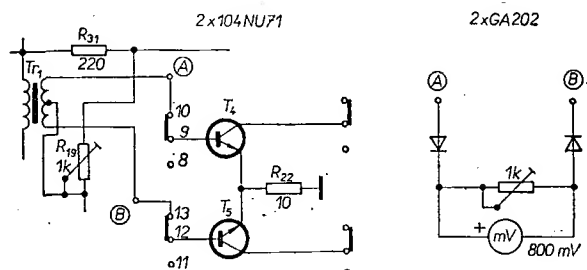 2x104NU71
2xGA202
R31
220
Tr1
A
T4
10
9
8
R19
1k
R22
10
B
T5
13
12
11
A
B
1k
+
mV
800 mV